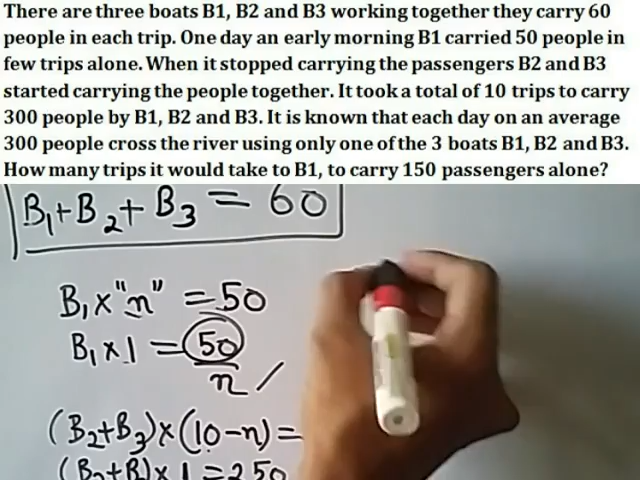 There are three boats B1, B2 and B3 working together they carry 60
people in each trip. One day an early morning B1 carried 50 people in
few trips alone. When it stopped carrying the passengers B2 and B3
started carrying the people together. It took a total of 10 trips to carry
300 people by B1, B2 and B3. It is known that each day on an average
300 people cross the river using only one of the 3 boats B1, B2 and B3.
How many trips it would take to B1, to carry 150 passengers alone?
B₁+B₂+B₃ = 60
B₁×"n" = 50
B₁×1 = 50/n
(B₂+B₃)×(10-n)=
(B₂+B₃)×1=250